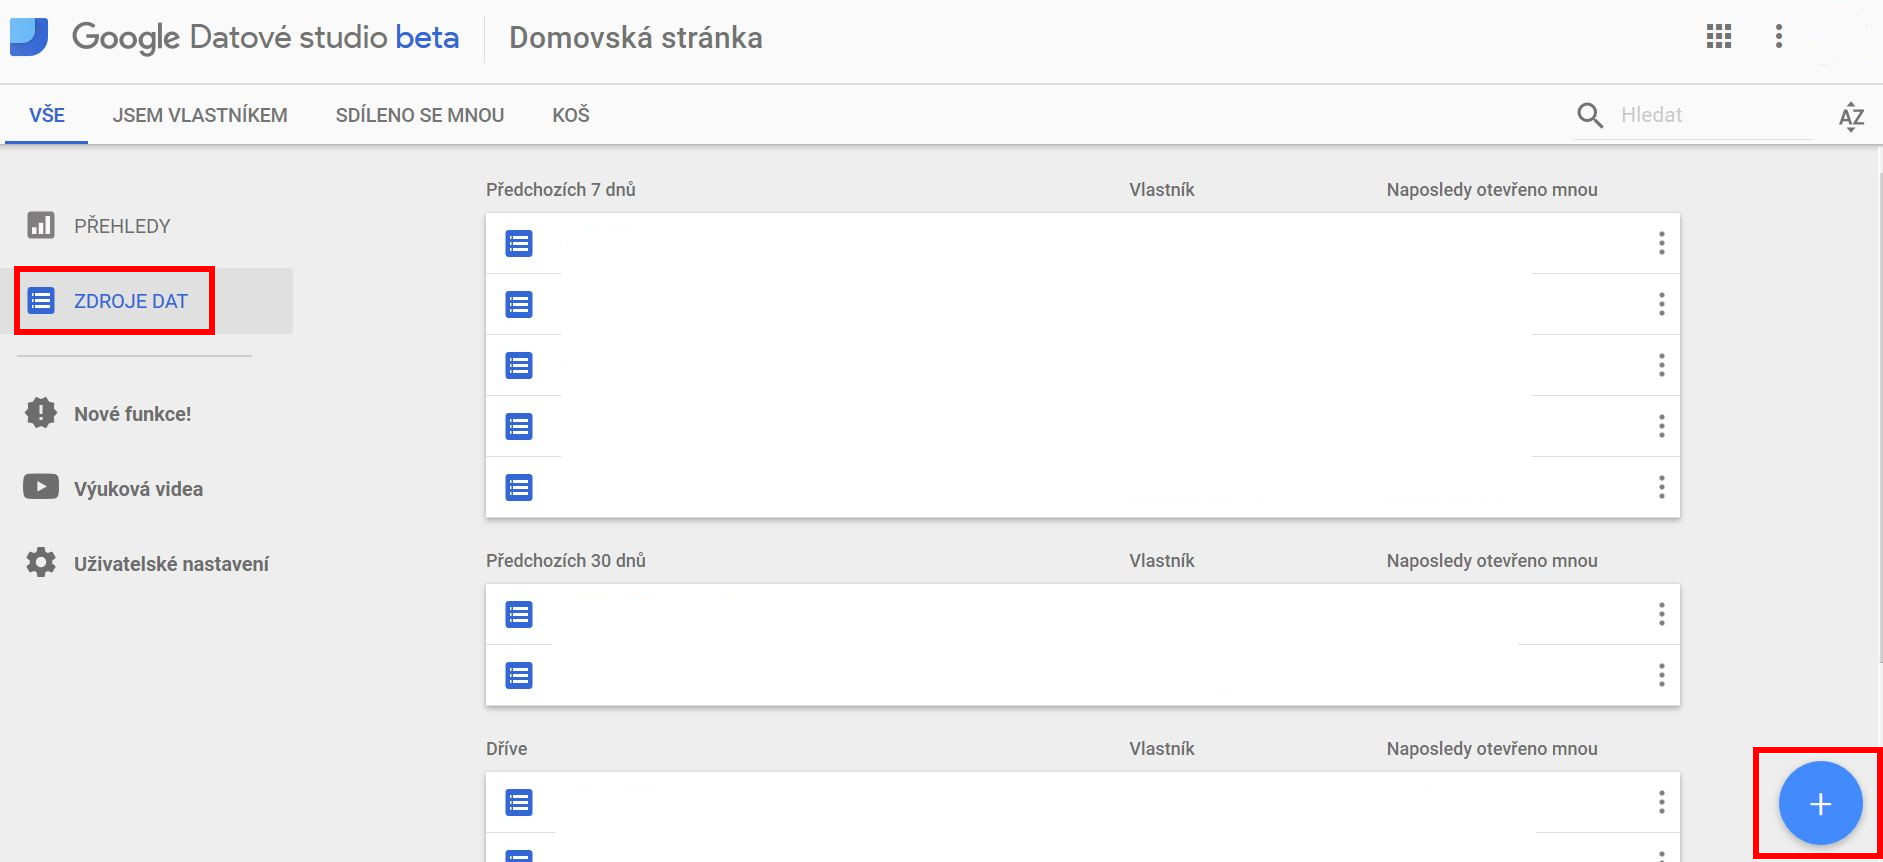 Google Datové studio beta
Domovská stránka
VŠE
JSEM VLASTNÍKEM
SDÍLENO SE MNOU
KOŠ
Hledat
AZ
PŘEHLEDY
ZDROJE DAT
Nové funkce!
Výuková videa
Uživatelské nastavení
Předchozích 7 dnů
Vlastník
Naposledy otevřeno mnou
Předchozích 30 dnů
Vlastník
Naposledy otevřeno mnou
Dříve
Vlastník
Naposledy otevřeno mnou